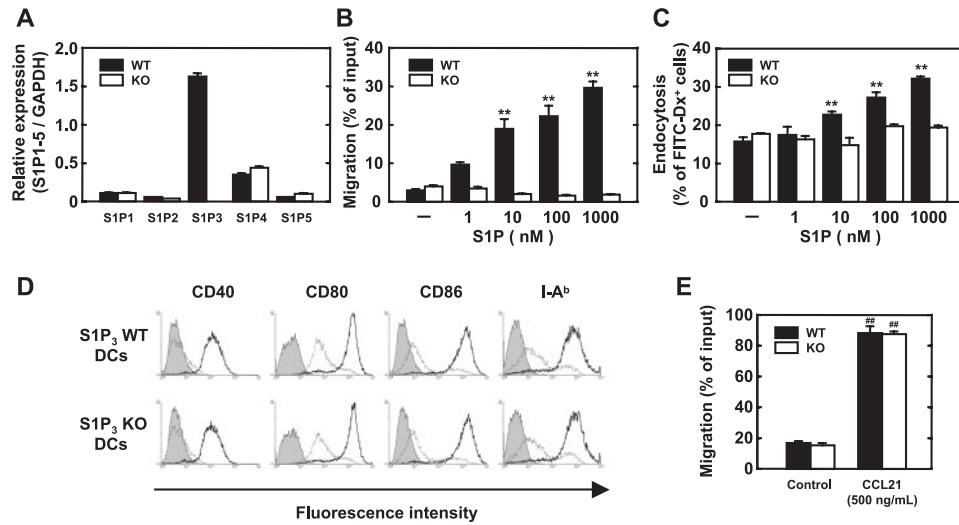 A
Relative expression
(S1P1-5 / GAPDH)
2.0
1.5
1.0
0.5
0
WT
KO
S1P1 S1P2 S1P3 S1P4 S1P5
B
Migration (% of input)
40
30
20
10
0
WT
KO
**
**
**
— 1 10 100 1000
S1P ( nM )
C
Endocytosis
(% of FITC-Dx+ cells)
40
30
20
10
0
WT
KO
**
**
**
— 1 10 100 1000
S1P ( nM )
D
CD40 CD80 CD86 I-Aᵇ
S1P₃ WT
DCs
S1P₃ KO
DCs
Fluorescence intensity
E
Migration (% of input)
100
80
60
40
20
0
WT
KO
## ##
Control CCL21
(500 ng/mL)